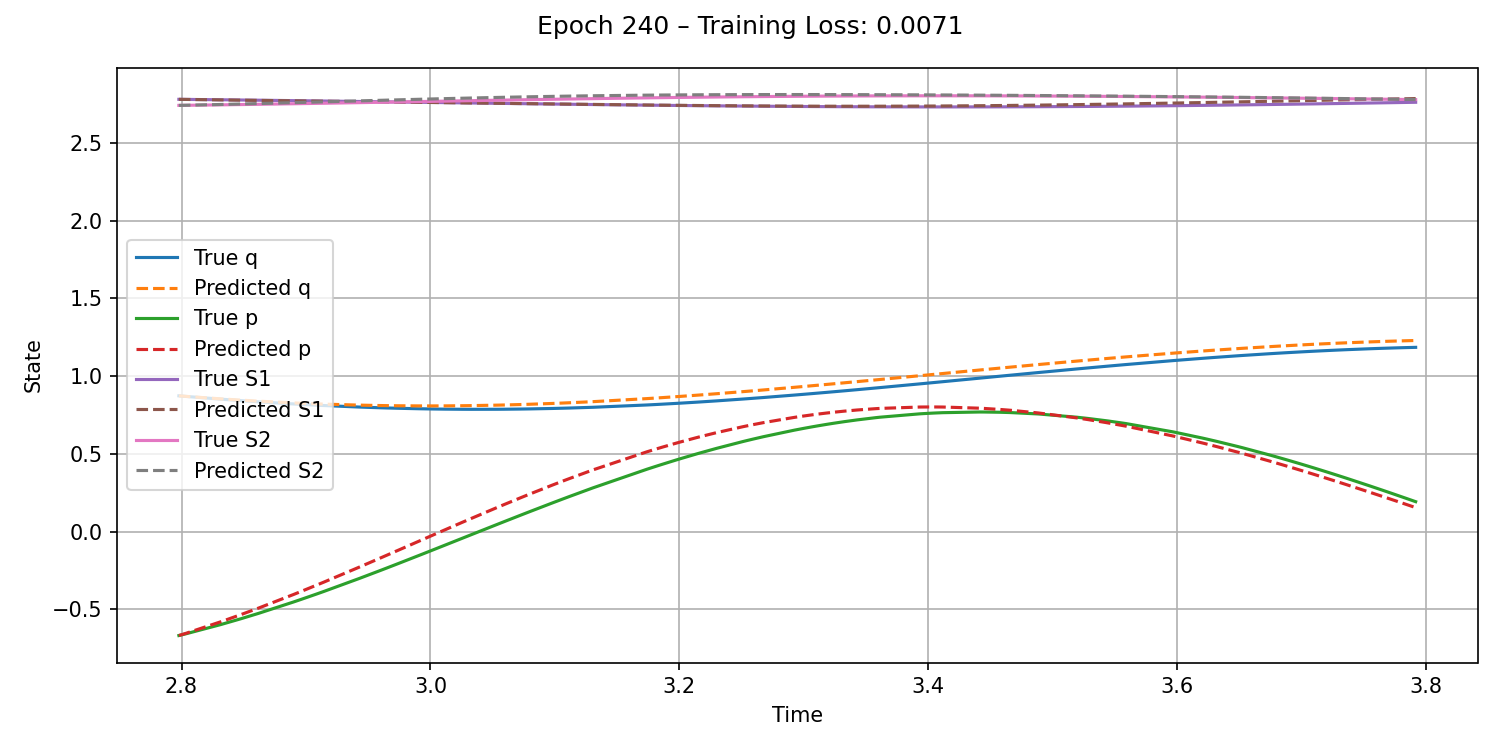 Epoch 240 – Training Loss: 0.0071
2.5
2.0
1.5
1.0
0.5
0.0
−0.5
State
True q
Predicted q
True p
Predicted p
True S1
Predicted S1
True S2
Predicted S2
2.8 3.0 3.2 3.4 3.6 3.8
Time